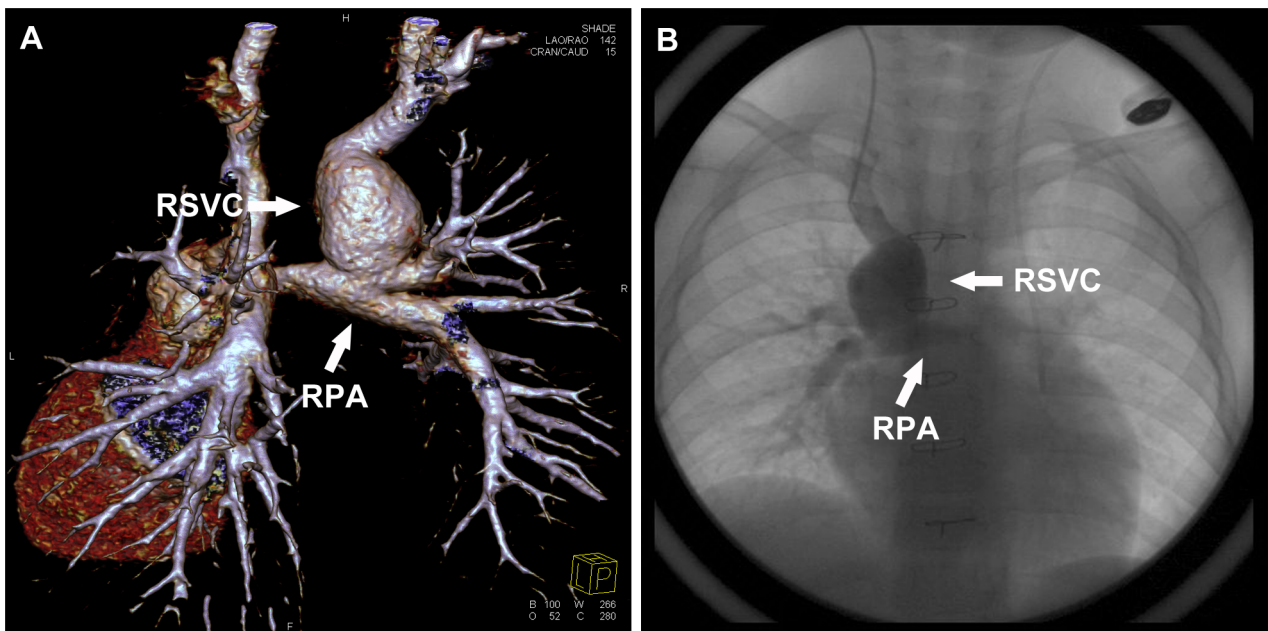 A
H
SHADE
LAO/RAO 142
CRAN/CAUD 15
RSVC
R
L
RPA
L P
B 100 W 266
O 52 C 280
F
B
RSVC
RPA